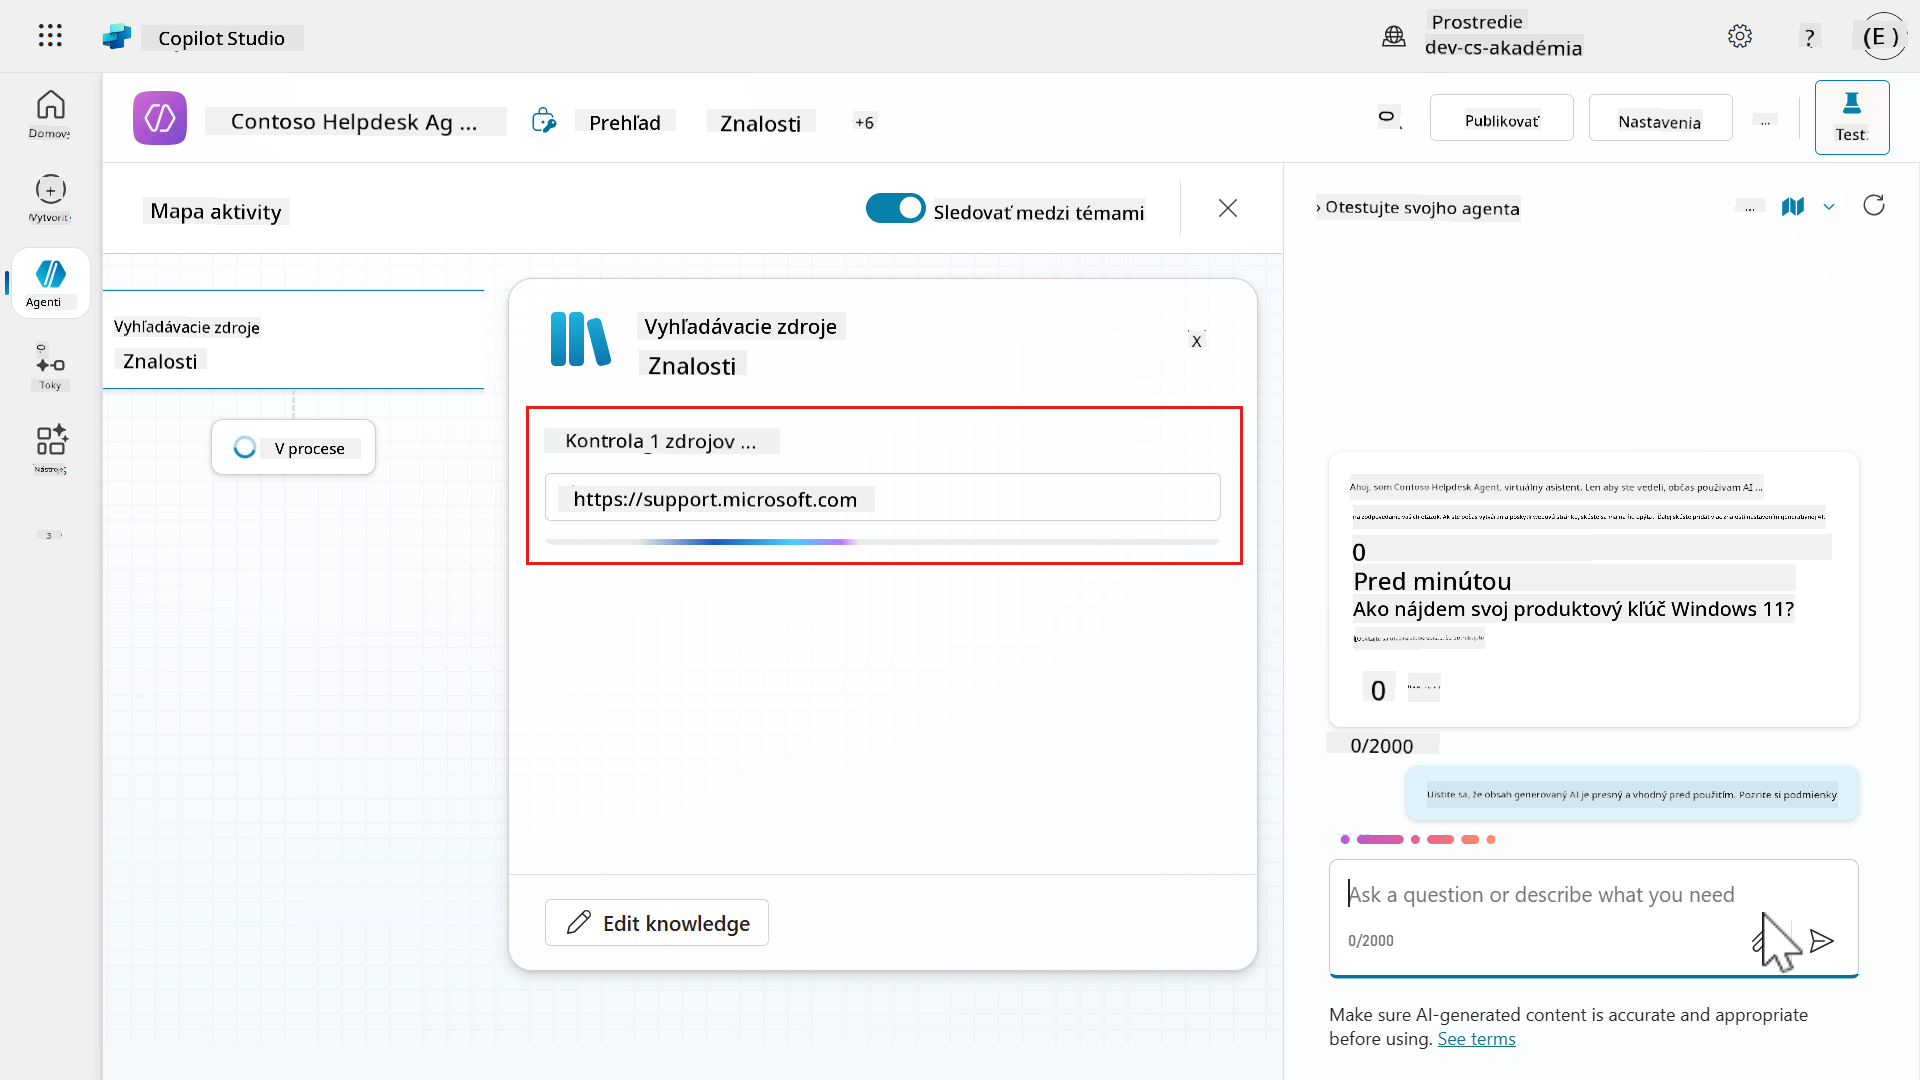 Copilot Studio
Prostredie
dev-cs-akadémia
?
(E )
Contoso Helpdesk Ag ...
Prehľad
Znalosti
+6
Publikovať
Nastavenia
...
Test
Domov
Vytvoriť
Agenti
Toky
Nástroje
3
Mapa aktivity
Sledovať medzi témami
Vyhľadávacie zdroje
Znalosti
V procese
Vyhľadávacie zdroje
Znalosti
X
Kontrola 1 zdrojov ...
https://support.microsoft.com
Edit knowledge
› Otestujte svojho agenta
...
Ahoj, som Contoso Helpdesk Agent, virtuálny asistent. Len aby ste vedeli, občas používam AI ...
0
Pred minútou
Ako nájdem svoj produktový kľúč Windows 11?
0
0/2000
Uistite sa, že obsah generovaný AI je presný a vhodný pred použitím. Pozrite si podmienky
Ask a question or describe what you need
0/2000
Make sure AI-generated content is accurate and appropriate
before using. See terms